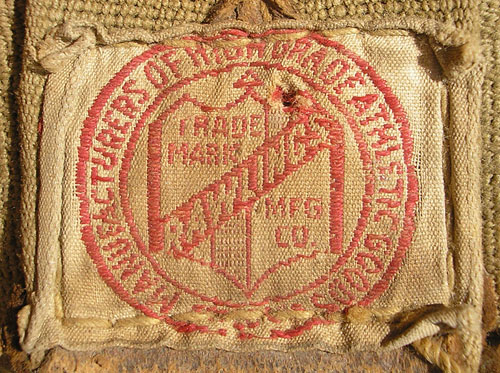 MANUFACTURERS OF HIGH GRADE ATHLETIC GOODS
TRADE
MARK
RAWLINGS
MFG
CO.